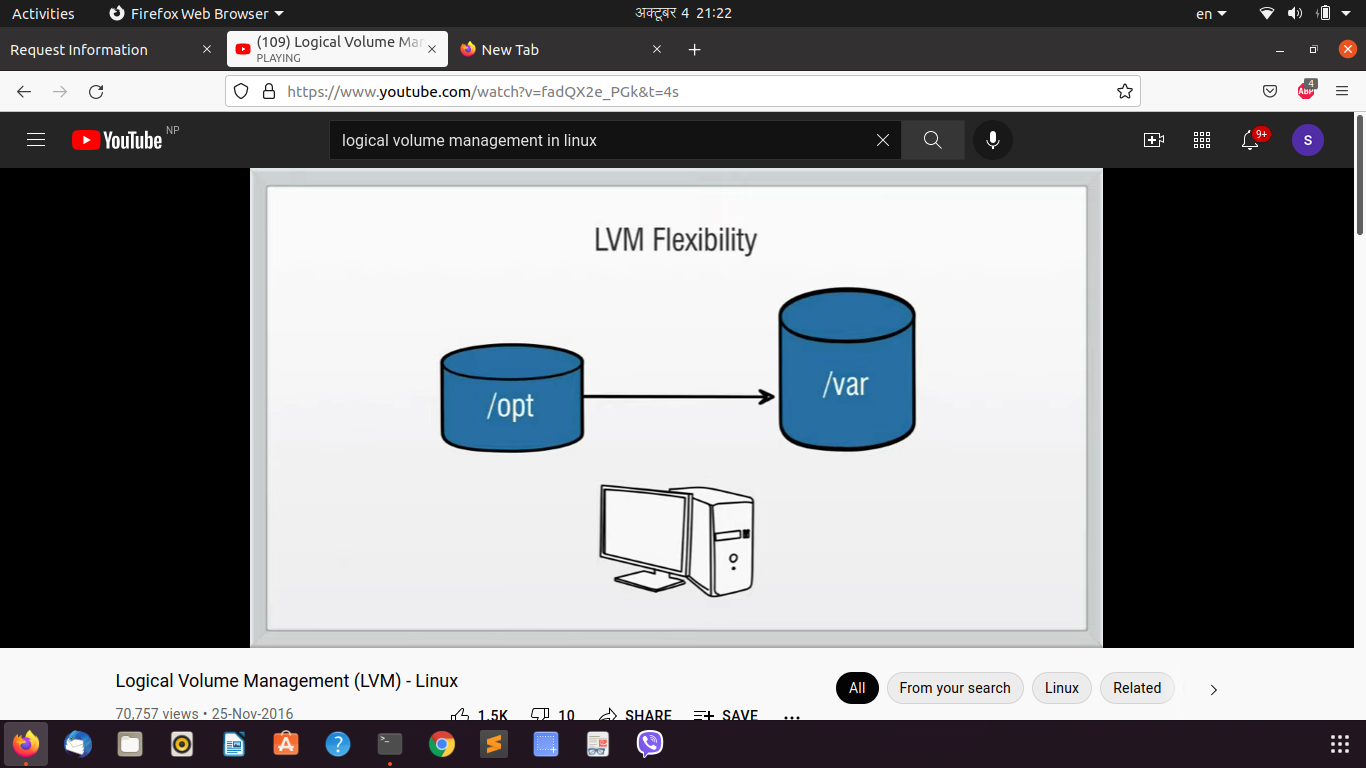 Activities Firefox Web Browser अक्टूबर 4 21:22 en
Request Information (109) Logical Volume Mar New Tab
PLAYING
https://www.youtube.com/watch?v=fadQX2e_PGk&t=4s ABP 4
YouTube NP logical volume management in linux 9+ S
LVM Flexibility
/opt /var
Logical Volume Management (LVM) - Linux All From your search Linux Related
70,757 views • 25-Nov-2016 1.5K 10 SHARE SAVE